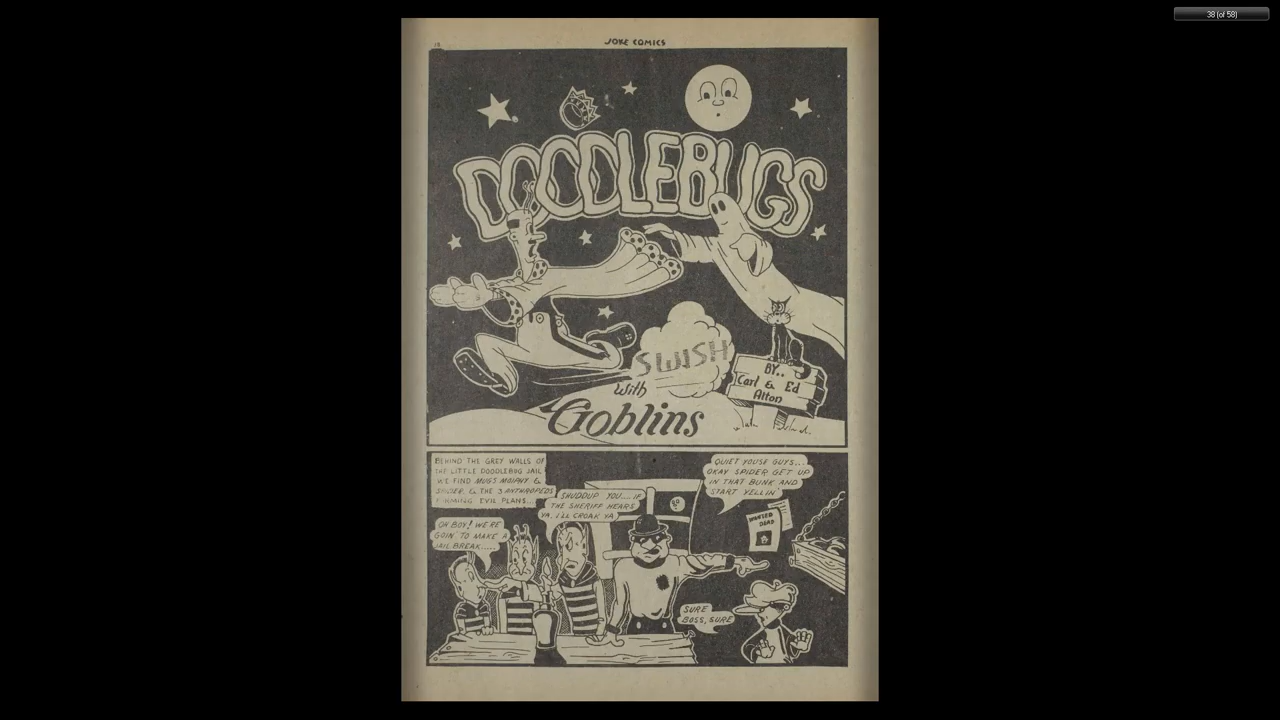 38 (of 58)
JOKE COMICS
DOODLEBUGS
SWISH
With
Goblins
BY..
Carl & Ed
Alton
BEHIND THE GREY WALLS OF
THE LITTLE DOODLEBUG JAIL
WE FIND MUGS MOIPHY &
SPIDER, & THE 3 ANTHROPEDS
EVIL PLANS...
OH BOY! WE'RE
GOIN' TO MAKE A
JAIL BREAK.....
SHUDDUP YOU.... IF
THE SHERIFF HEARS
YA, I'LL CROAK YA
QUIET YOUSE GUYS...
OKAY SPIDER GET UP
IN THAT BUNK AND
START YELLIN'
WANTED
DEAD
SURE
BOSS, SURE